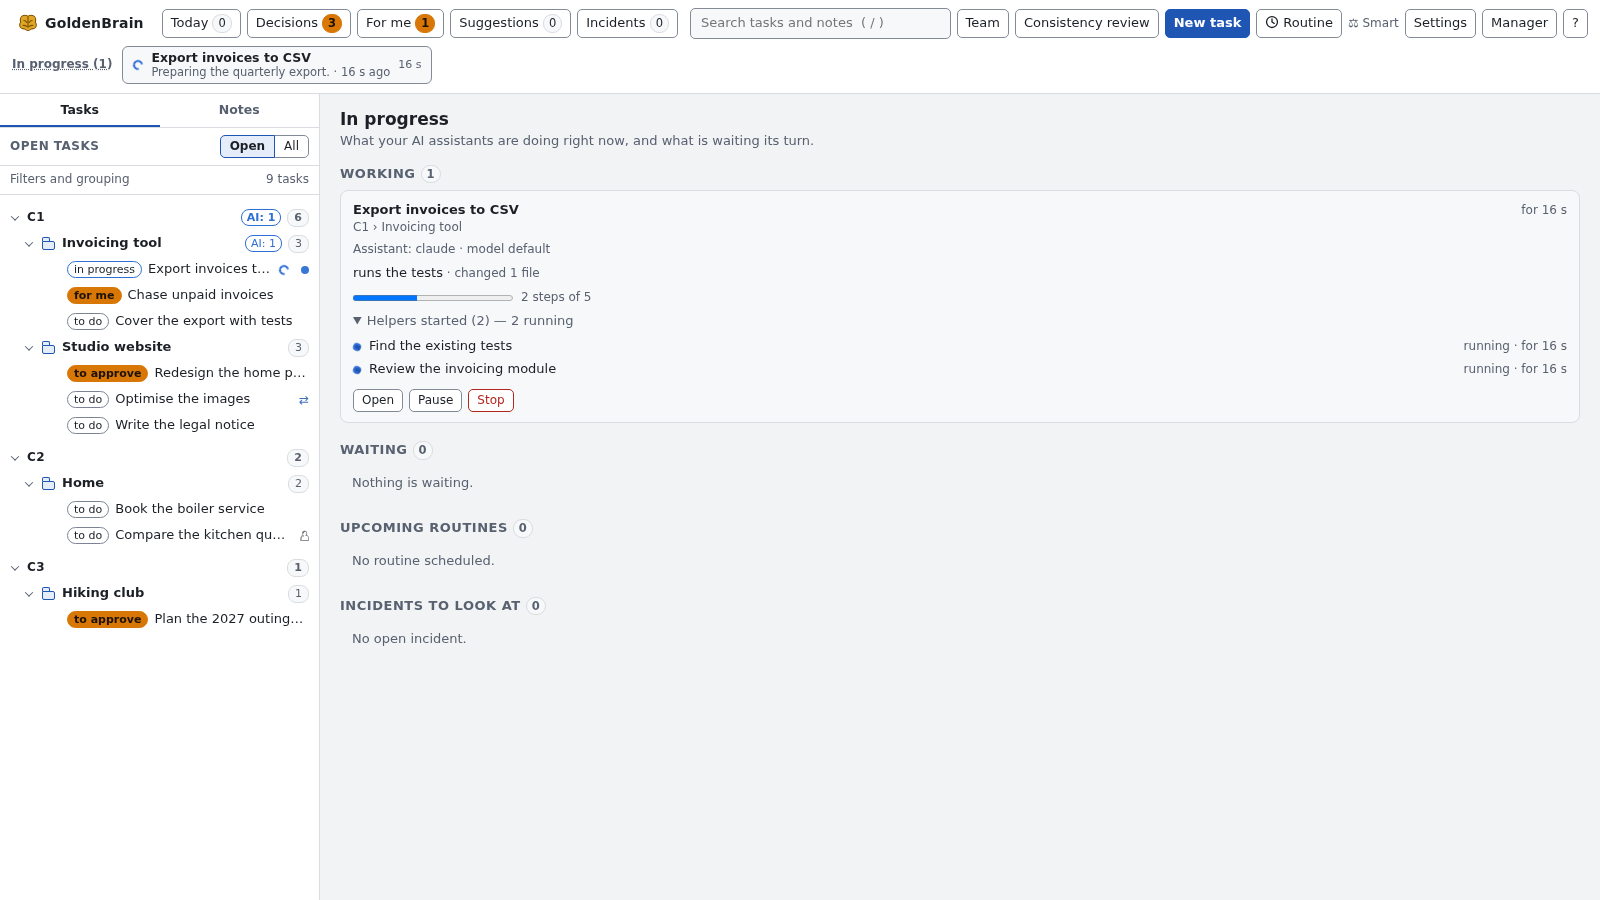 GoldenBrain Today 0 Decisions 3 For me 1 Suggestions 0 Incidents 0 Search tasks and notes ( / ) Team Consistency review New task Routine Smart Settings Manager ?
In progress (1)
Export invoices to CSV
Preparing the quarterly export. · 16 s ago
16 s
Tasks Notes
OPEN TASKS Open All
Filters and grouping 9 tasks
C1 AI: 1 6
Invoicing tool AI: 1 3
in progress Export invoices t…
for me Chase unpaid invoices
to do Cover the export with tests
Studio website 3
to approve Redesign the home p…
to do Optimise the images
to do Write the legal notice
C2 2
Home 2
to do Book the boiler service
to do Compare the kitchen qu…
C3 1
Hiking club 1
to approve Plan the 2027 outing…
In progress
What your AI assistants are doing right now, and what is waiting its turn.
WORKING 1
Export invoices to CSV for 16 s
C1 › Invoicing tool
Assistant: claude · model default
runs the tests · changed 1 file
2 steps of 5
Helpers started (2) — 2 running
Find the existing tests running · for 16 s
Review the invoicing module running · for 16 s
Open Pause Stop
WAITING 0
Nothing is waiting.
UPCOMING ROUTINES 0
No routine scheduled.
INCIDENTS TO LOOK AT 0
No open incident.